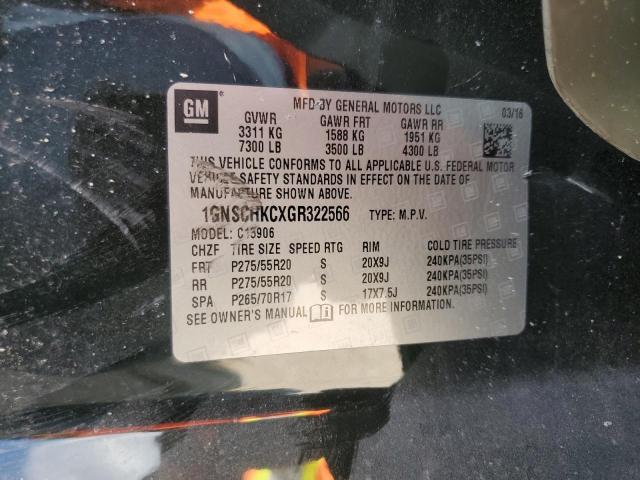 GM
MFD BY GENERAL MOTORS LLC 03/16
GVWR GAWR FRT GAWR RR
3311 KG 1588 KG 1951 KG
7300 LB 3500 LB 4300 LB
THIS VEHICLE CONFORMS TO ALL APPLICABLE U.S. FEDERAL MOTOR
VEHICLE SAFETY STANDARDS IN EFFECT ON THE DATE OF
MANUFACTURE SHOWN ABOVE.
1GNSCHKCXGR322566 TYPE: M.P.V.
MODEL: C15906
CHZF TIRE SIZE SPEED RTG RIM COLD TIRE PRESSURE
FRT P275/55R20 S 20X9J 240KPA(35PSI)
RR P275/55R20 S 20X9J 240KPA(35PSI)
SPA P265/70R17 S 17X7.5J 240KPA(35PSI)
SEE OWNER'S MANUAL FOR MORE INFORMATION.